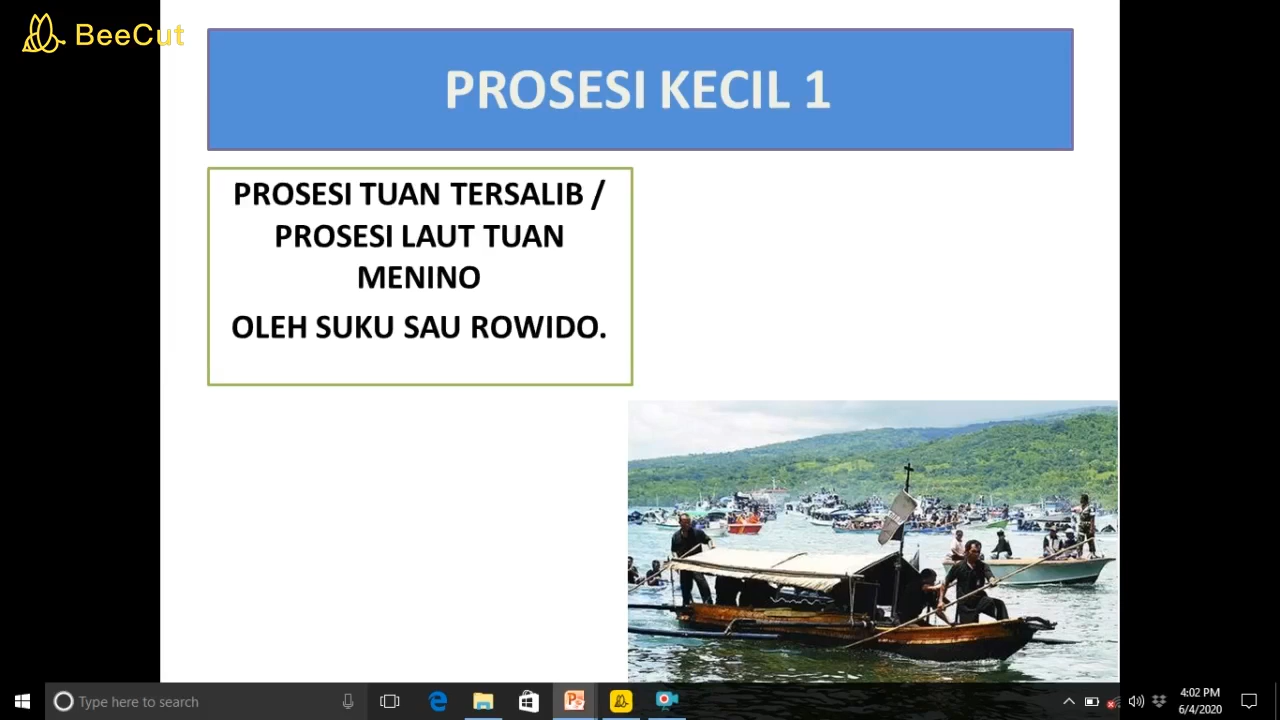 BeeCut
PROSESI KECIL 1
PROSESI TUAN TERSALIB /
PROSESI LAUT TUAN
MENINO
OLEH SUKU SAU ROWIDO.
Type here to search
4:02 PM
6/4/2020